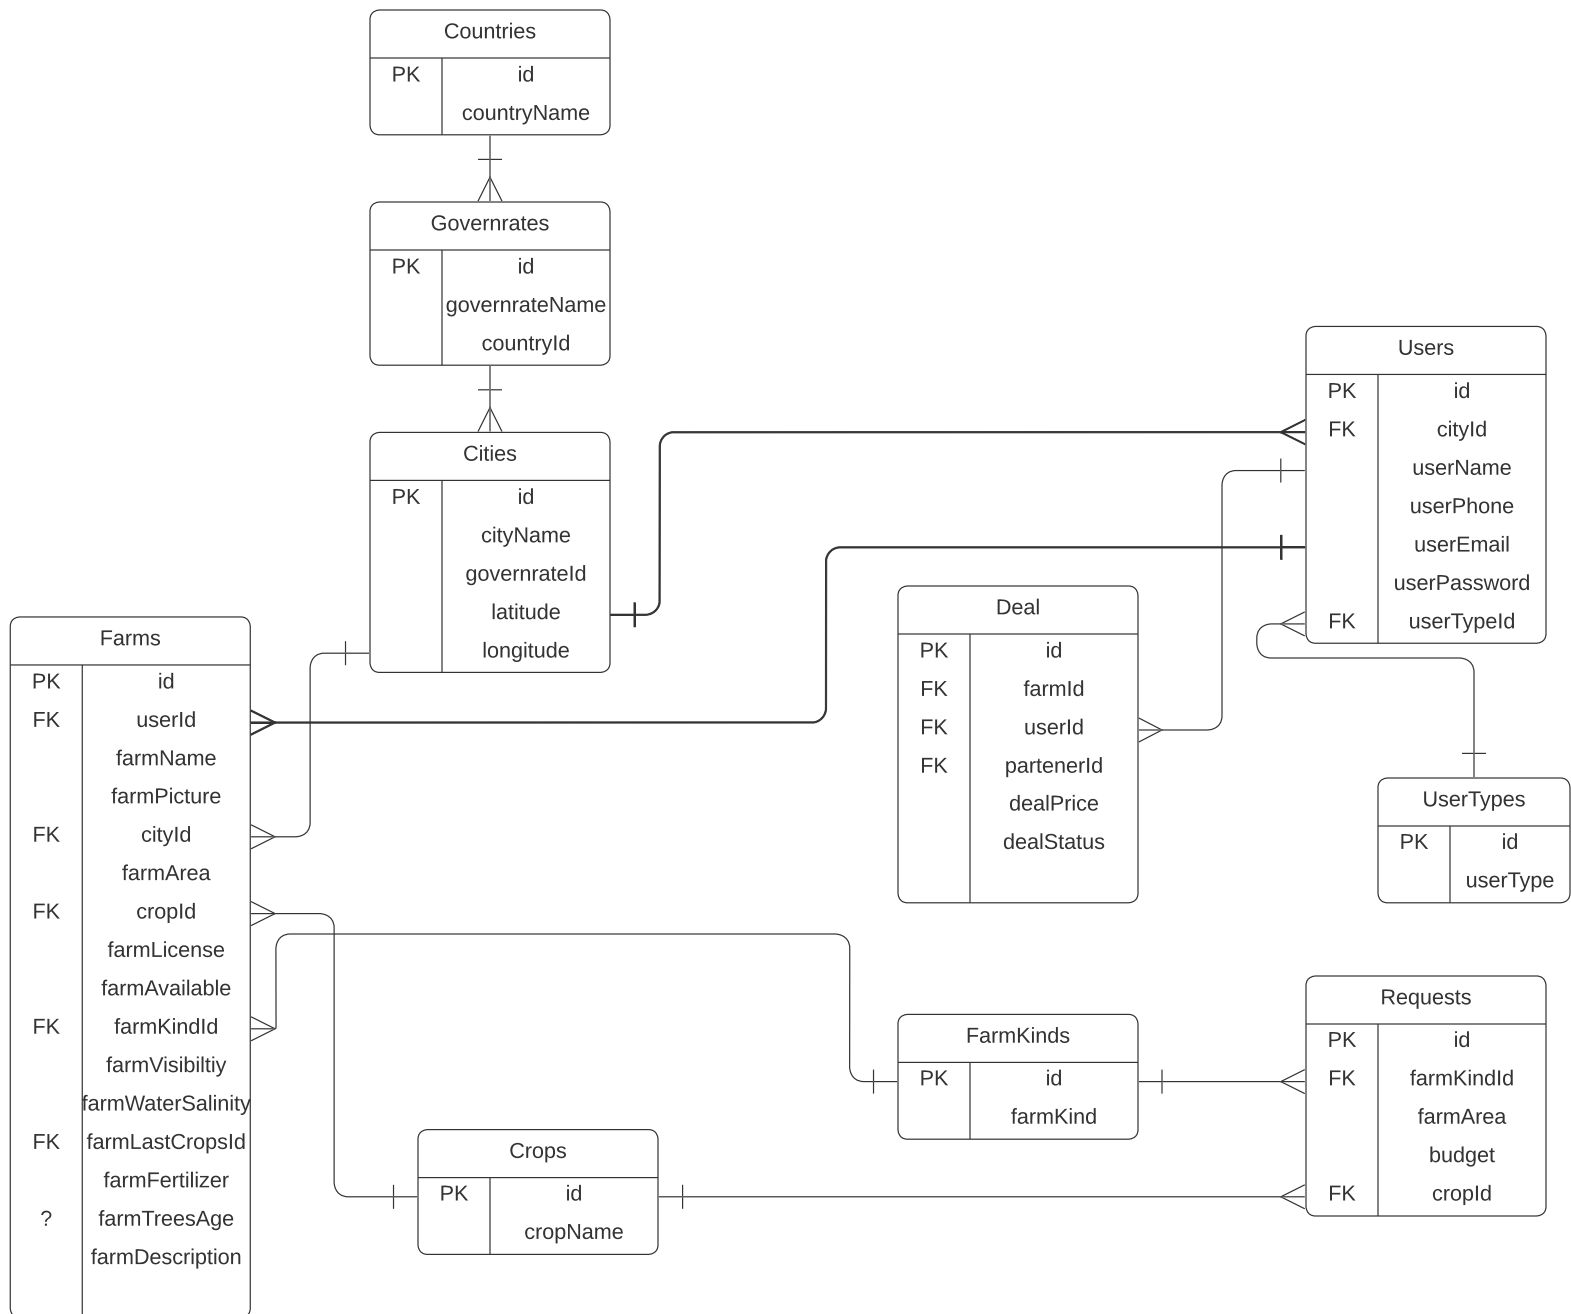 Countries
PK id
countryName
Governrates
PK id
governrateName
countryId
Cities
PK id
cityName
governrateId
latitude
longitude
Users
PK id
FK cityId
userName
userPhone
userEmail
userPassword
FK userTypeId
Deal
PK id
FK farmId
FK userId
FK partenerId
dealPrice
dealStatus
UserTypes
PK id
userType
Farms
PK id
FK userId
farmName
farmPicture
FK cityId
farmArea
FK cropId
farmLicense
farmAvailable
FK farmKindId
farmVisibiltiy
farmWaterSalinity
FK farmLastCropsId
farmFertilizer
? farmTreesAge
farmDescription
FarmKinds
PK id
farmKind
Requests
PK id
FK farmKindId
farmArea
budget
FK cropId
Crops
PK id
cropName